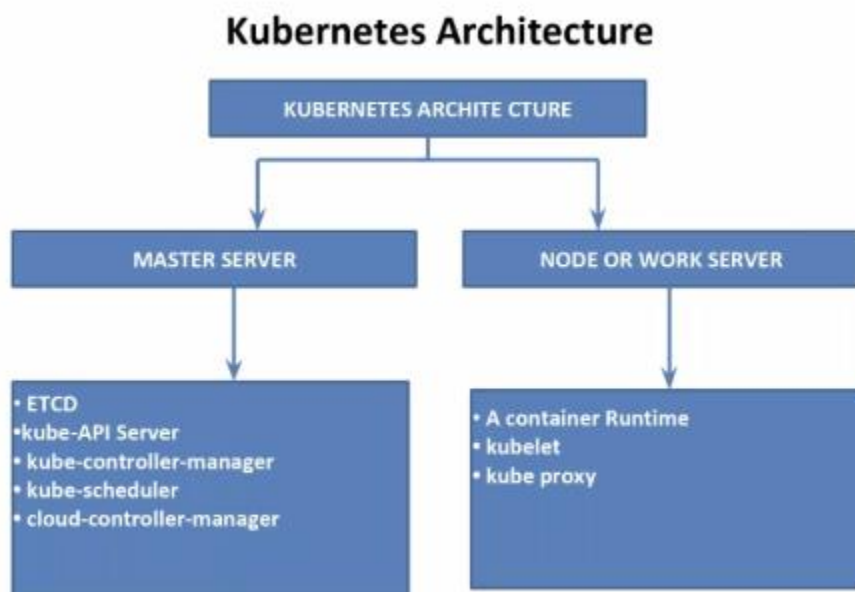 Kubernetes Architecture
KUBERNETES ARCHITE CTURE
MASTER SERVER
NODE OR WORK SERVER
• ETCD
•kube-API Server
• kube-controller-manager
• kube-scheduler
• cloud-controller-manager
• A container Runtime
• kubelet
• kube proxy